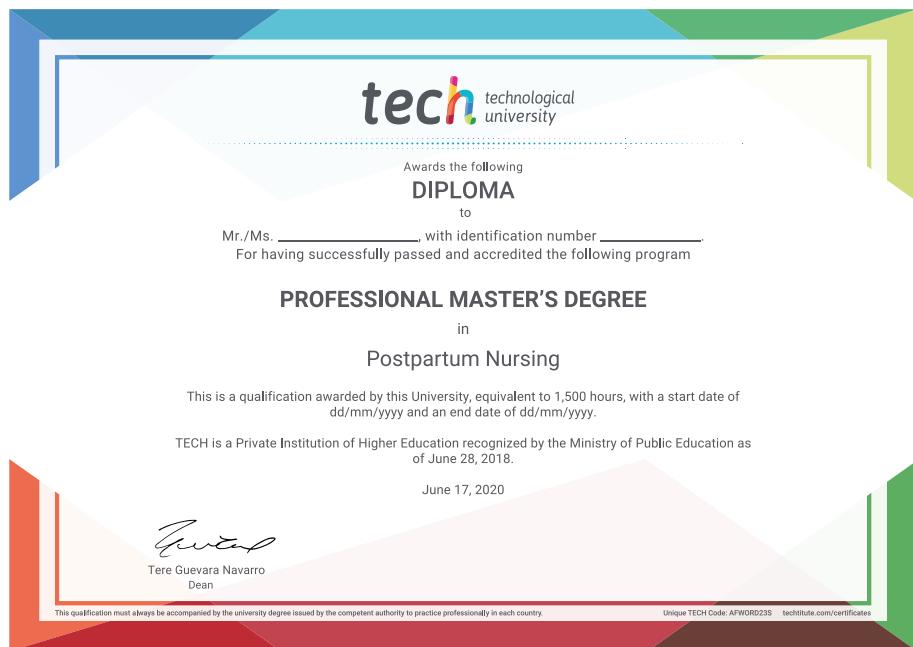 tech technological
university
Awards the following
DIPLOMA
to
Mr./Ms. ____________________, with identification number ______________.
For having successfully passed and accredited the following program
PROFESSIONAL MASTER'S DEGREE
in
Postpartum Nursing
This is a qualification awarded by this University, equivalent to 1,500 hours, with a start date of
dd/mm/yyyy and an end date of dd/mm/yyyy.
TECH is a Private Institution of Higher Education recognized by the Ministry of Public Education as
of June 28, 2018.
June 17, 2020
Tere Guevara Navarro
Dean
This qualification must always be accompanied by the university degree issued by the competent authority to practice professionally in each country.
Unique TECH Code: AFWORD23S techtitute.com/certificates